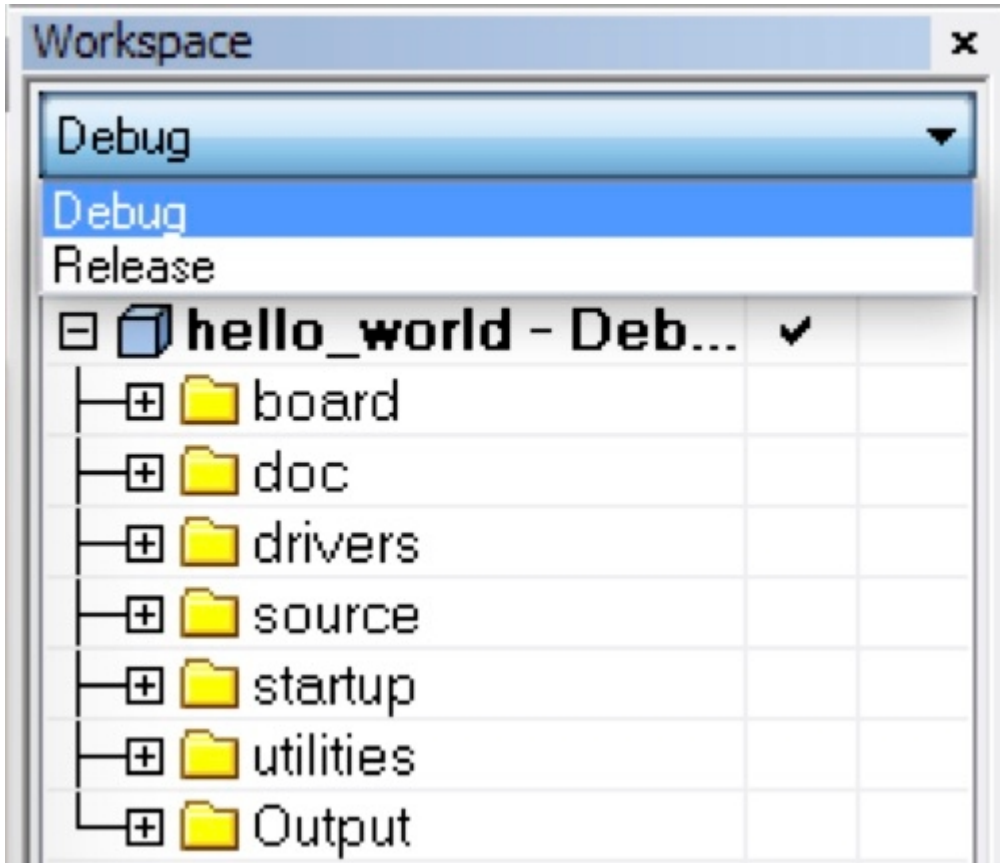 Workspace
Debug
Debug
Release
hello_world - Deb...
board
doc
drivers
source
startup
utilities
Output